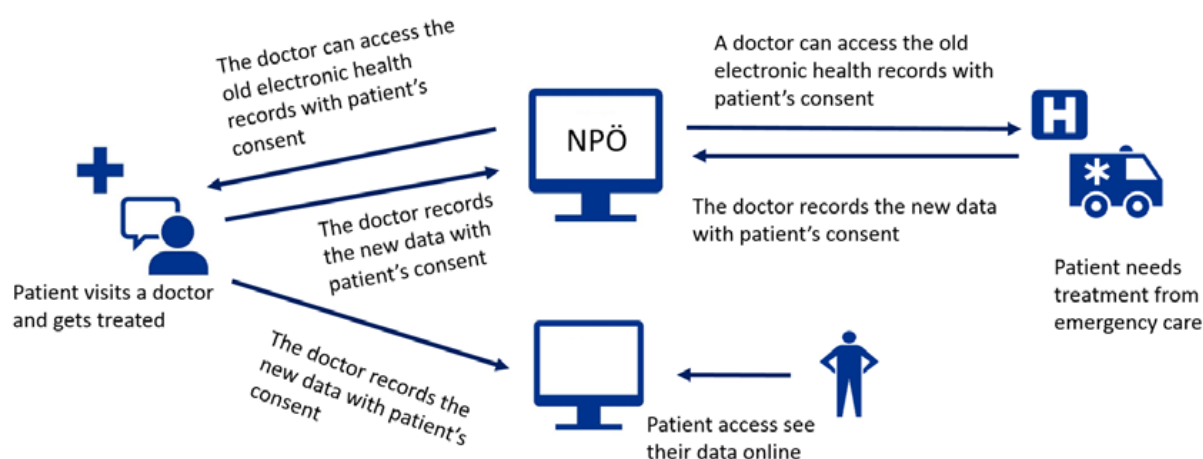 The doctor can access the
old electronic health
records with patient's
consent
A doctor can access the old
electronic health records with
patient's consent
NPÖ
H
The doctor records
the new data with
patient's consent
The doctor records the new data
with patient's consent
Patient visits a doctor
and gets treated
Patient needs
treatment from
emergency care
The doctor records the
new data with patient's
consent
Patient access see
their data online